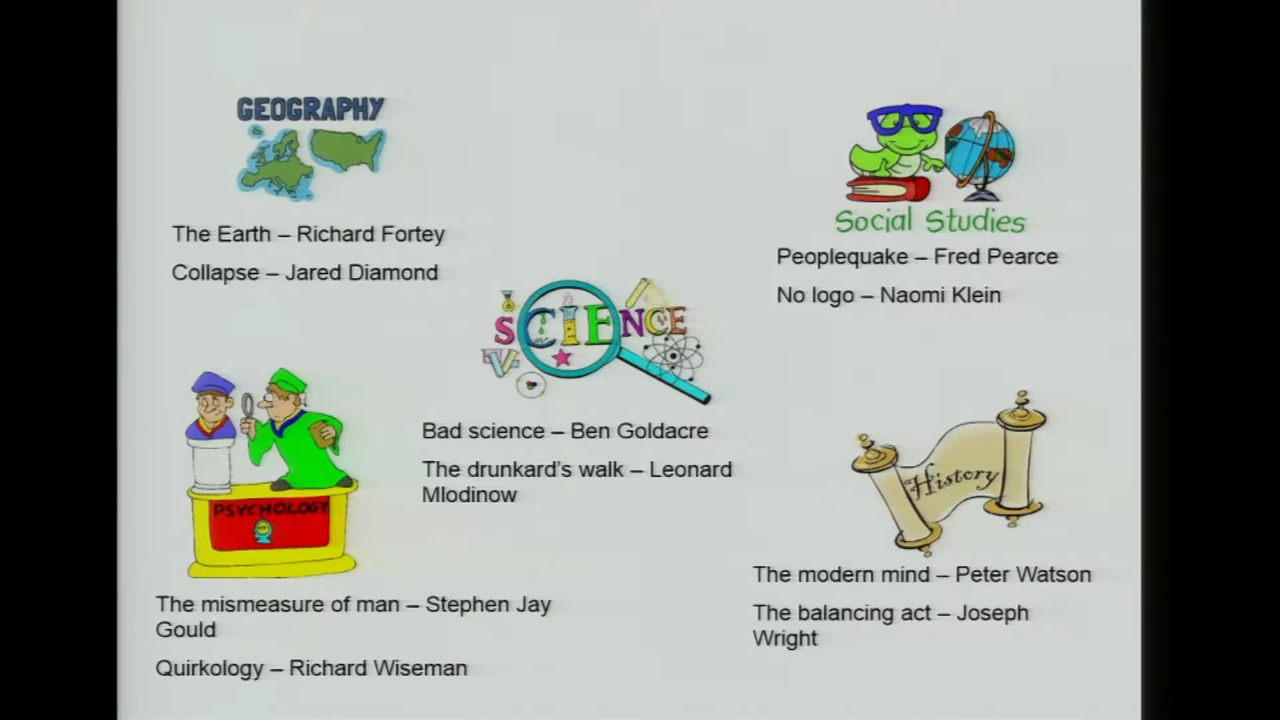 GEOGRAPHY
The Earth – Richard Fortey
Collapse – Jared Diamond
Social Studies
Peoplequake – Fred Pearce
No logo – Naomi Klein
SCIENCE
Bad science – Ben Goldacre
The drunkard's walk – Leonard
Mlodinow
PSYCHOLOGY
The mismeasure of man – Stephen Jay
Gould
Quirkology – Richard Wiseman
History
The modern mind – Peter Watson
The balancing act – Joseph
Wright